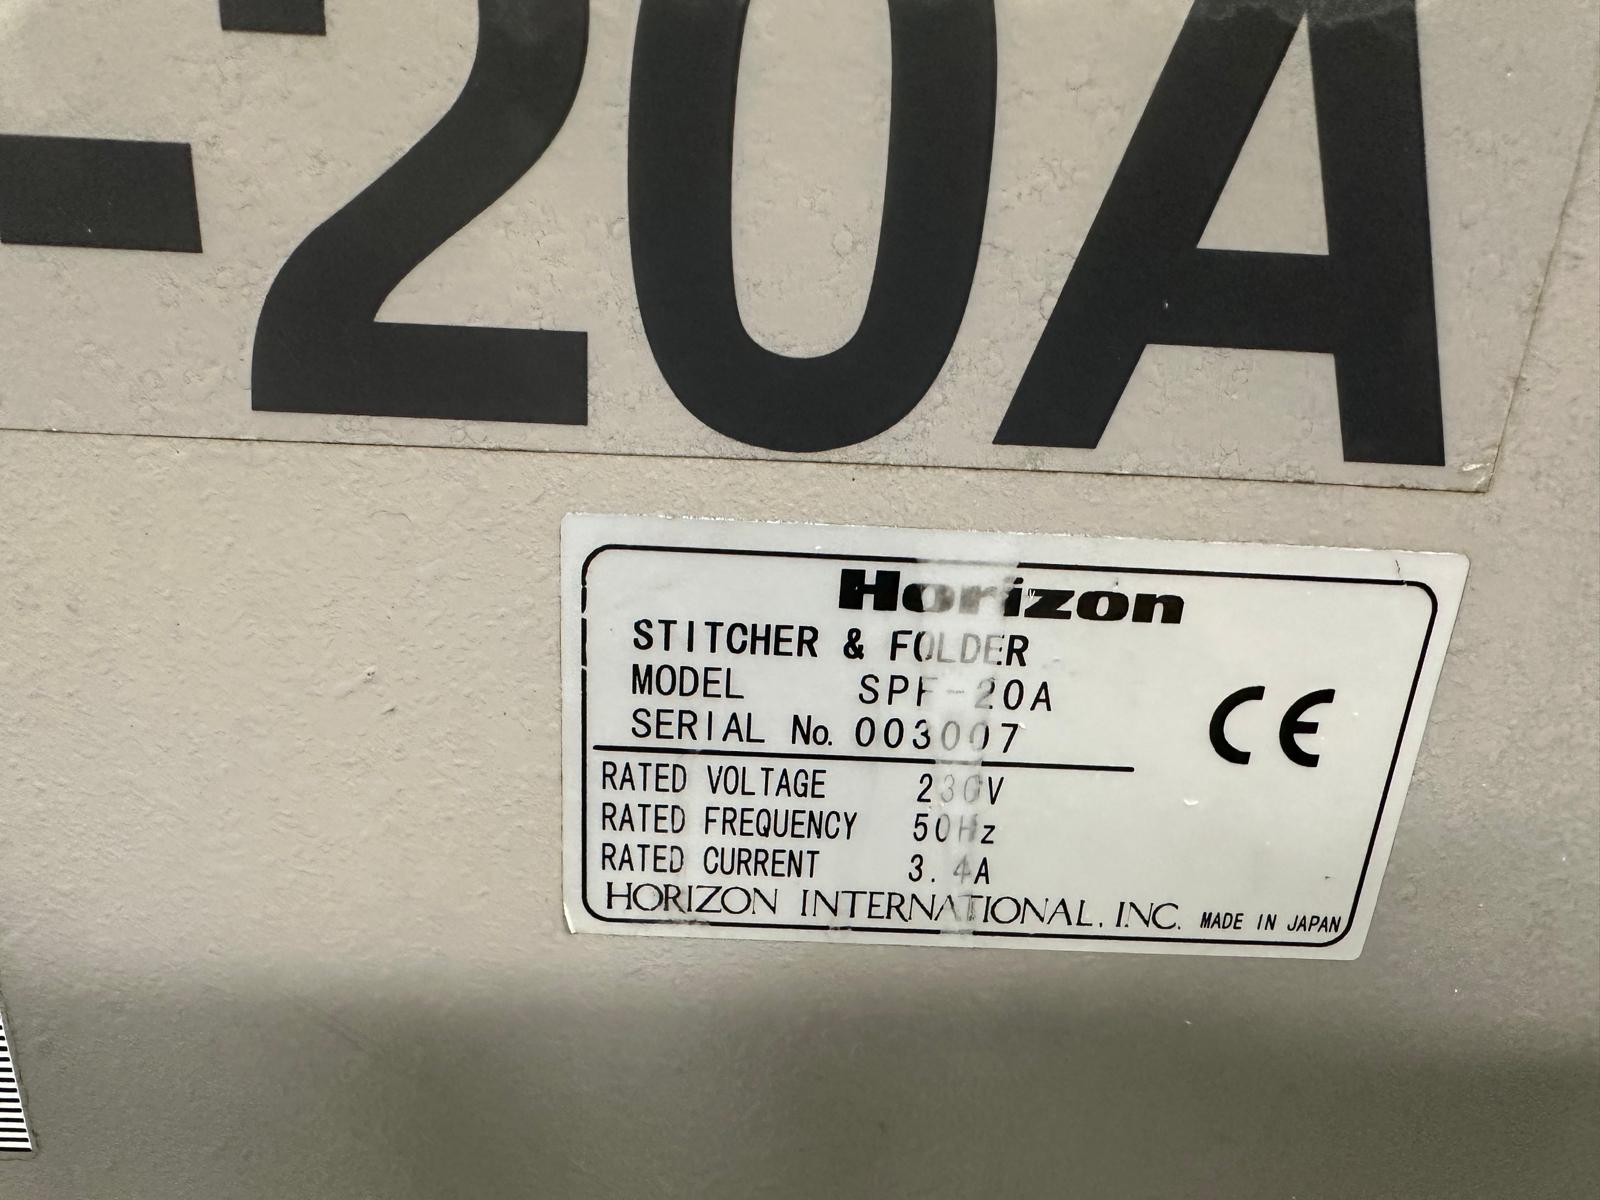 -20A
Horizon
STITCHER & FOLDER
MODEL SPF-20A
SERIAL No. 003007
RATED VOLTAGE 230V
RATED FREQUENCY 50Hz
RATED CURRENT 3.4A
HORIZON INTERNATIONAL, INC. MADE IN JAPAN
CE